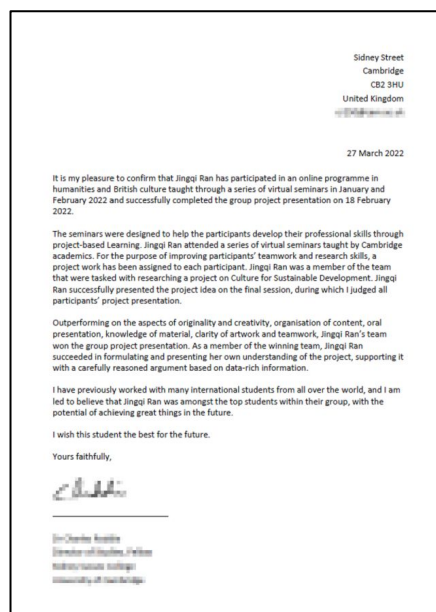 Sidney Street
Cambridge
CB2 3HU
United Kingdom
27 March 2022
It is my pleasure to confirm that Jingqi Ran has participated in an online programme in
humanities and British culture taught through a series of virtual seminars in January and
February 2022 and successfully completed the group project presentation on 18 February
2022.
The seminars were designed to help the participants develop their professional skills through
project-based Learning. Jingqi Ran attended a series of virtual seminars taught by Cambridge
academics. For the purpose of improving participants' teamwork and research skills, a
project work has been assigned to each participant. Jingqi Ran was a member of the team
that were tasked with researching a project on Culture for Sustainable Development. Jingqi
Ran successfully presented the project idea on the final session, during which I judged all
participants' project presentation.
Outperforming on the aspects of originality and creativity, organisation of content, oral
presentation, knowledge of material, clarity of artwork and teamwork, Jingqi Ran's team
won the group project presentation. As a member of the winning team, Jingqi Ran
succeeded in formulating and presenting her own understanding of the project, supporting it
with a carefully reasoned argument based on data-rich information.
I have previously worked with many international students from all over the world, and I am
led to believe that Jingqi Ran was amongst the top students within their group, with the
potential of achieving great things in the future.
I wish this student the best for the future.
Yours faithfully,